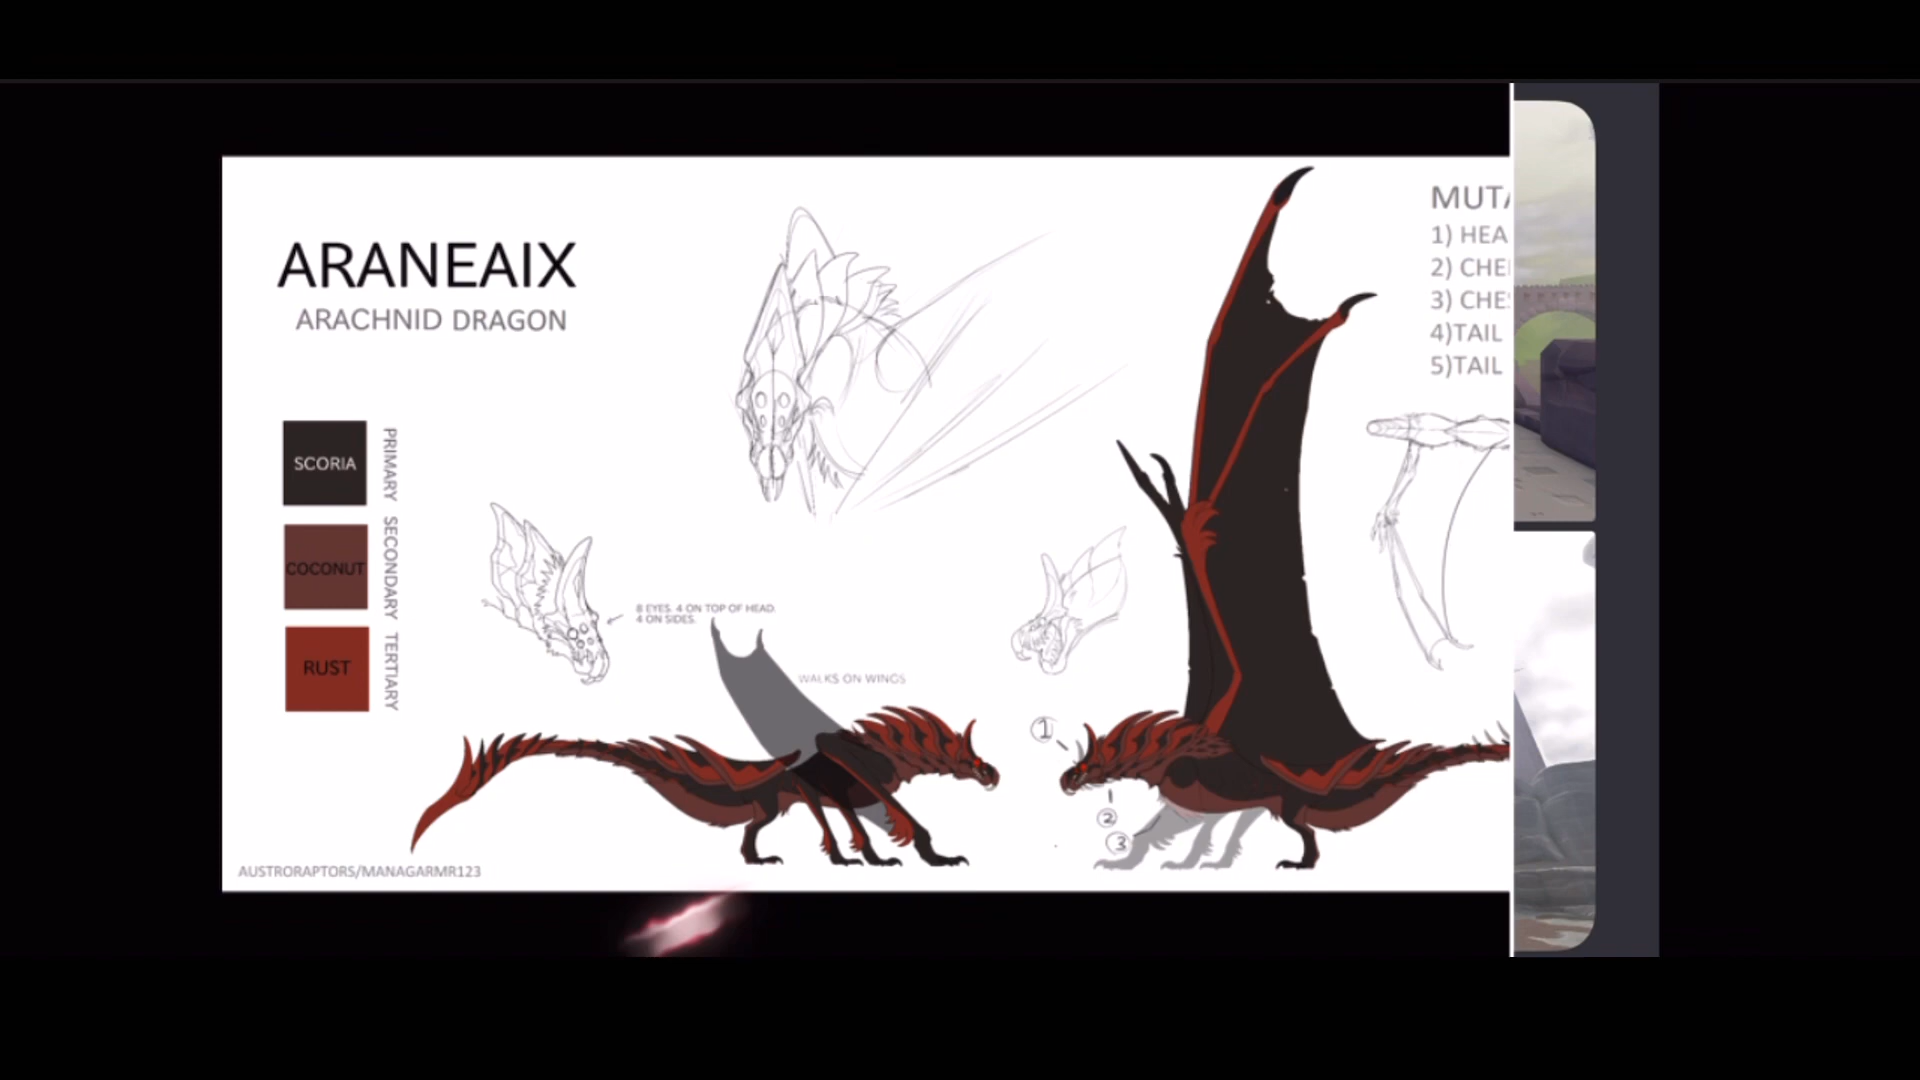 ARANEAIX
ARACHNID DRAGON
SCORIA
PRIMARY
COCONUT
SECONDARY
RUST
TERTIARY
8 EYES. 4 ON TOP OF HEAD.
4 ON SIDES.
WALKS ON WINGS
1
2
3
MUTA
1) HEA
2) CHE
3) CHES
4)TAIL
5)TAIL
AUSTRORAPTORS/MANAGARMR123